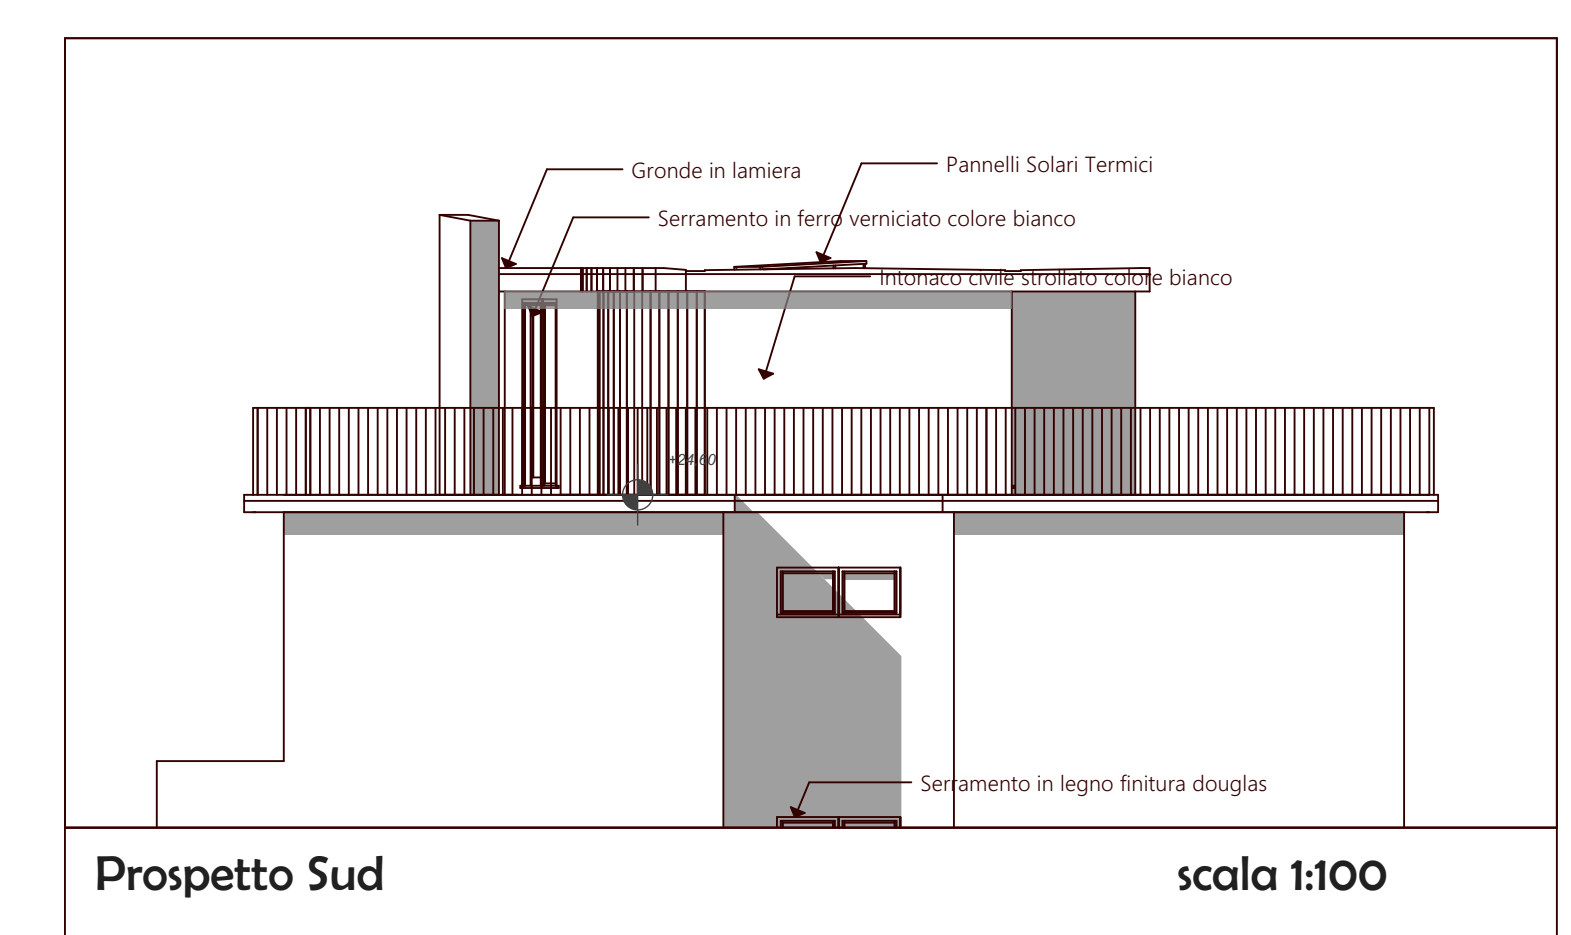 Gronde in lamiera
Pannelli Solari Termici
Serramento in ferro verniciato colore bianco
Intonaco civile strollato colore bianco
+24.60
Serramento in legno finitura douglas
Prospetto Sud
scala 1:100